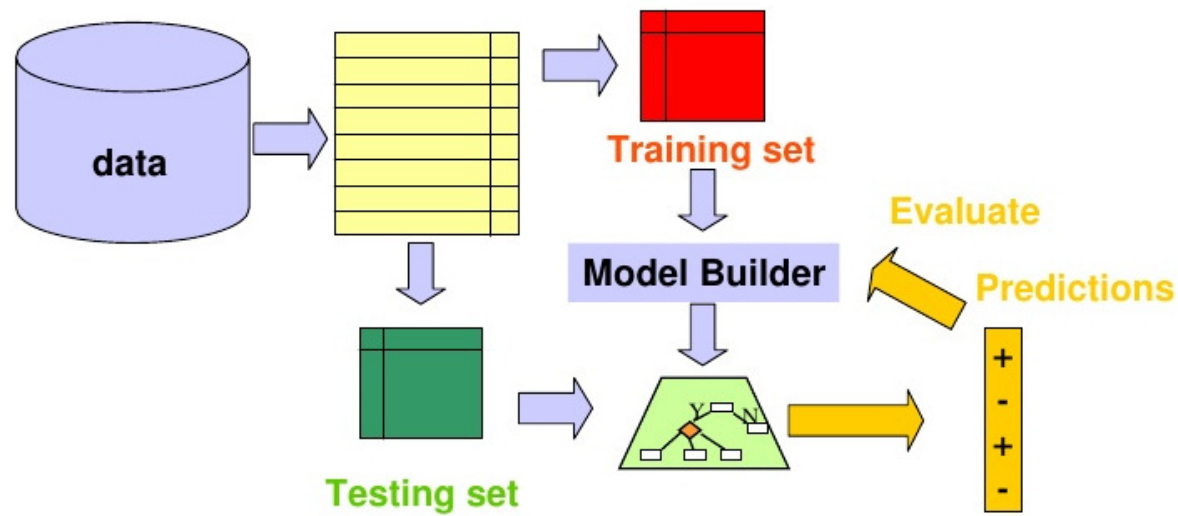 data
Training set
Evaluate
Model Builder
Predictions
+
-
+
-
Y
N
Testing set